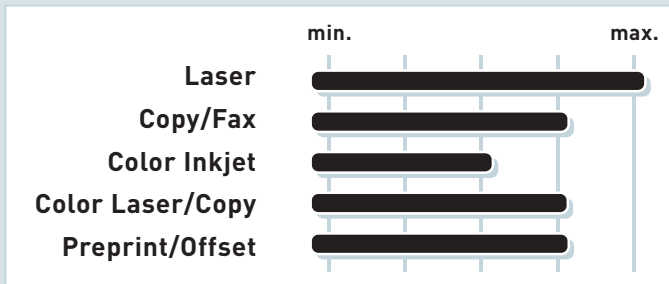 min. max.
Laser
Copy/Fax
Color Inkjet
Color Laser/Copy
Preprint/Offset